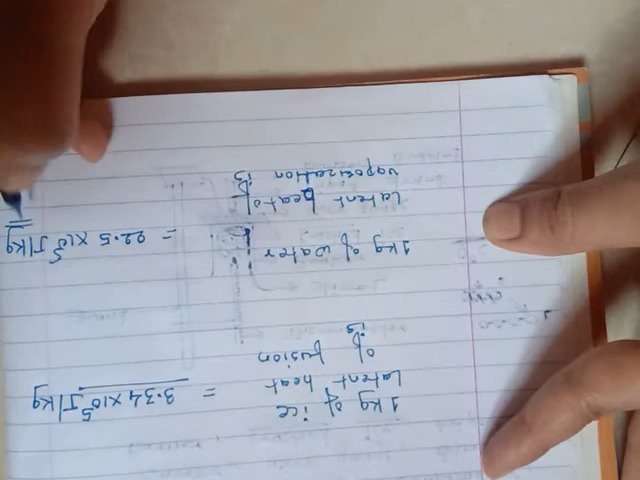 1 kg of ice
Latent heat = 3.34 × 10⁵ J/kg
of fusion
is
1 kg of water
Latent heat of = 22.5 × 10⁵ J/kg
vaporization is